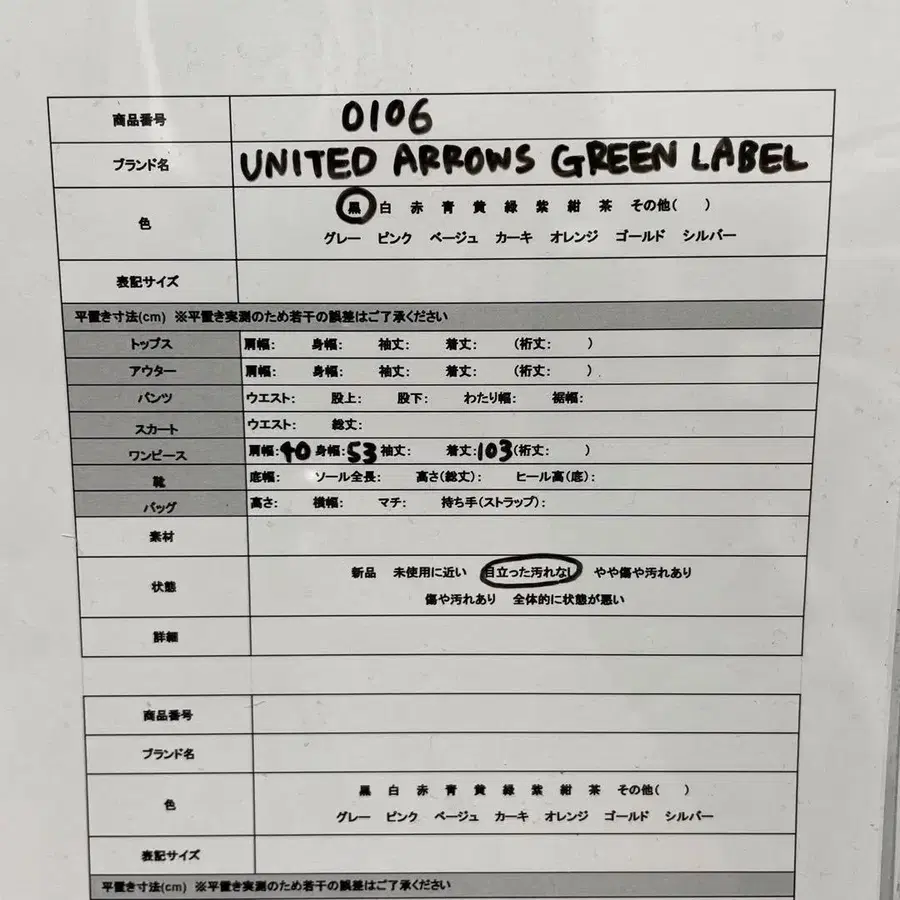 商品番号 0106
ブランド名 UNITED ARROWS GREEN LABEL
色 黒 白 赤 青 黄 緑 紫 紺 茶 その他( )
グレー ピンク ベージュ カーキ オレンジ ゴールド シルバー
表記サイズ
平置き寸法(cm) ※平置き実測のため若干の誤差はご了承ください
トップス 肩幅: 身幅: 袖丈: 着丈: (裄丈: )
アウター 肩幅: 身幅: 袖丈: 着丈: (裄丈: )
パンツ ウエスト: 股上: 股下: わたり幅: 裾幅:
スカート ウエスト: 総丈:
ワンピース 肩幅:40 身幅:53 袖丈: 着丈:103 (裄丈: )
靴 底幅: ソール全長: 高さ(総丈): ヒール高(底):
バッグ 高さ: 横幅: マチ: 持ち手(ストラップ):
素材
状態 新品 未使用に近い 目立った汚れなし やや傷や汚れあり
傷や汚れあり 全体的に状態が悪い
詳細
商品番号
ブランド名
色 黒 白 赤 青 黄 緑 紫 紺 茶 その他( )
グレー ピンク ベージュ カーキ オレンジ ゴールド シルバー
表記サイズ
平置き寸法(cm) ※平置き実測のため若干の誤差はご了承ください